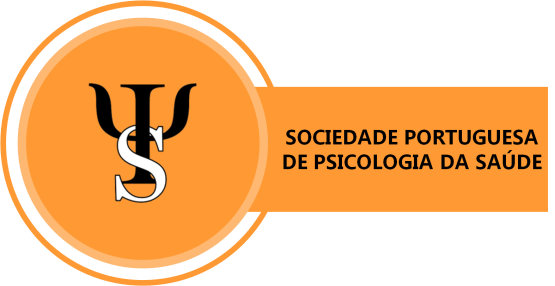 Ψ
S
SOCIEDADE PORTUGUESA
DE PSICOLOGIA DA SAÚDE